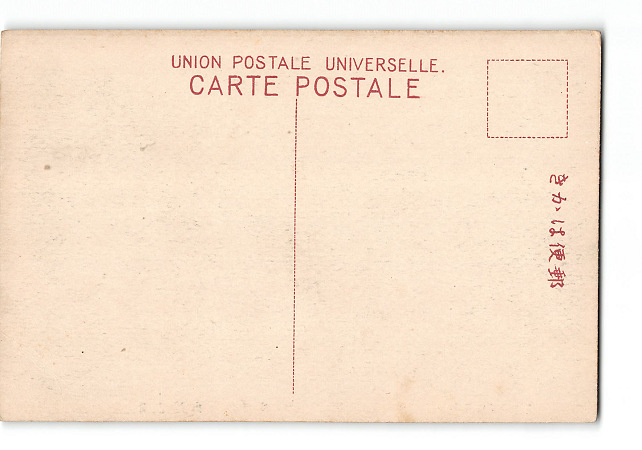 UNION POSTALE UNIVERSELLE.
CARTE POSTALE
きかは便郵